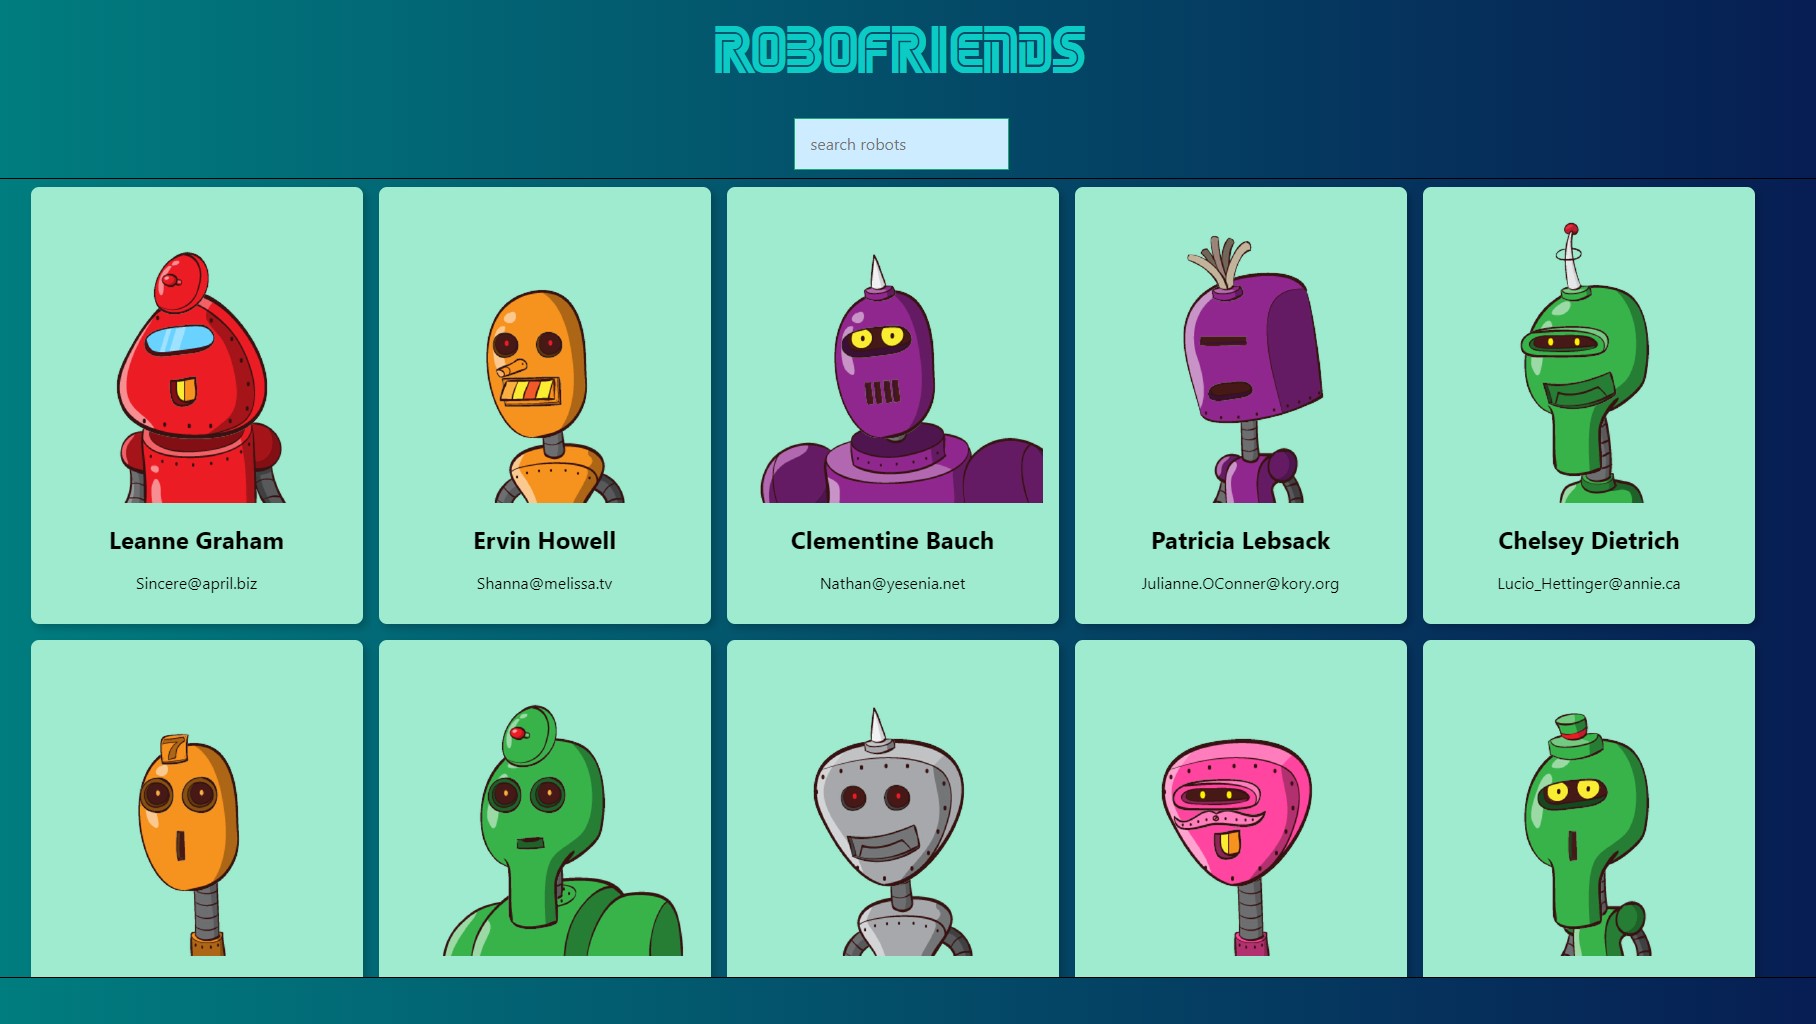 ROBOFRIENDS
search robots
Leanne Graham
Sincere@april.biz
Ervin Howell
Shanna@melissa.tv
Clementine Bauch
Nathan@yesenia.net
Patricia Lebsack
Julianne.OConner@kory.org
Chelsey Dietrich
Lucio_Hettinger@annie.ca
7